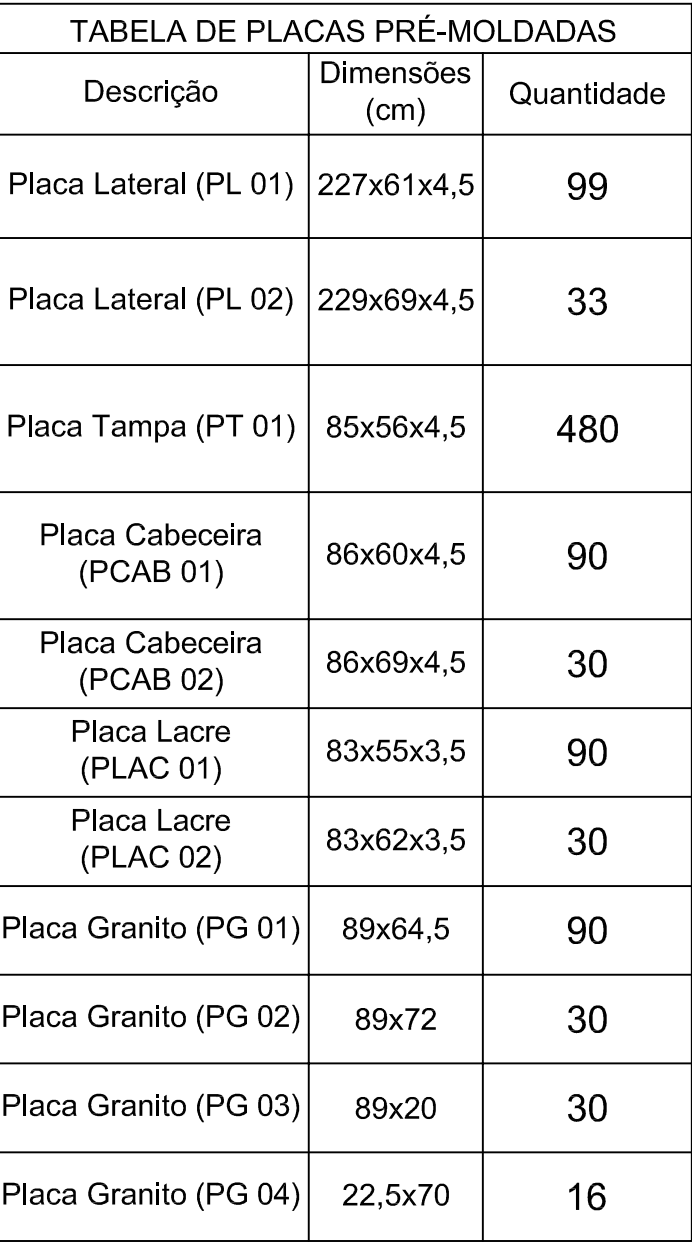 TABELA DE PLACAS PRÉ-MOLDADAS
Descrição
Dimensões
(cm)
Quantidade
Placa Lateral (PL 01)
227x61x4,5
99
Placa Lateral (PL 02)
229x69x4,5
33
Placa Tampa (PT 01)
85x56x4,5
480
Placa Cabeceira
(PCAB 01)
86x60x4,5
90
Placa Cabeceira
(PCAB 02)
86x69x4,5
30
Placa Lacre
(PLAC 01)
83x55x3,5
90
Placa Lacre
(PLAC 02)
83x62x3,5
30
Placa Granito (PG 01)
89x64,5
90
Placa Granito (PG 02)
89x72
30
Placa Granito (PG 03)
89x20
30
Placa Granito (PG 04)
22,5x70
16